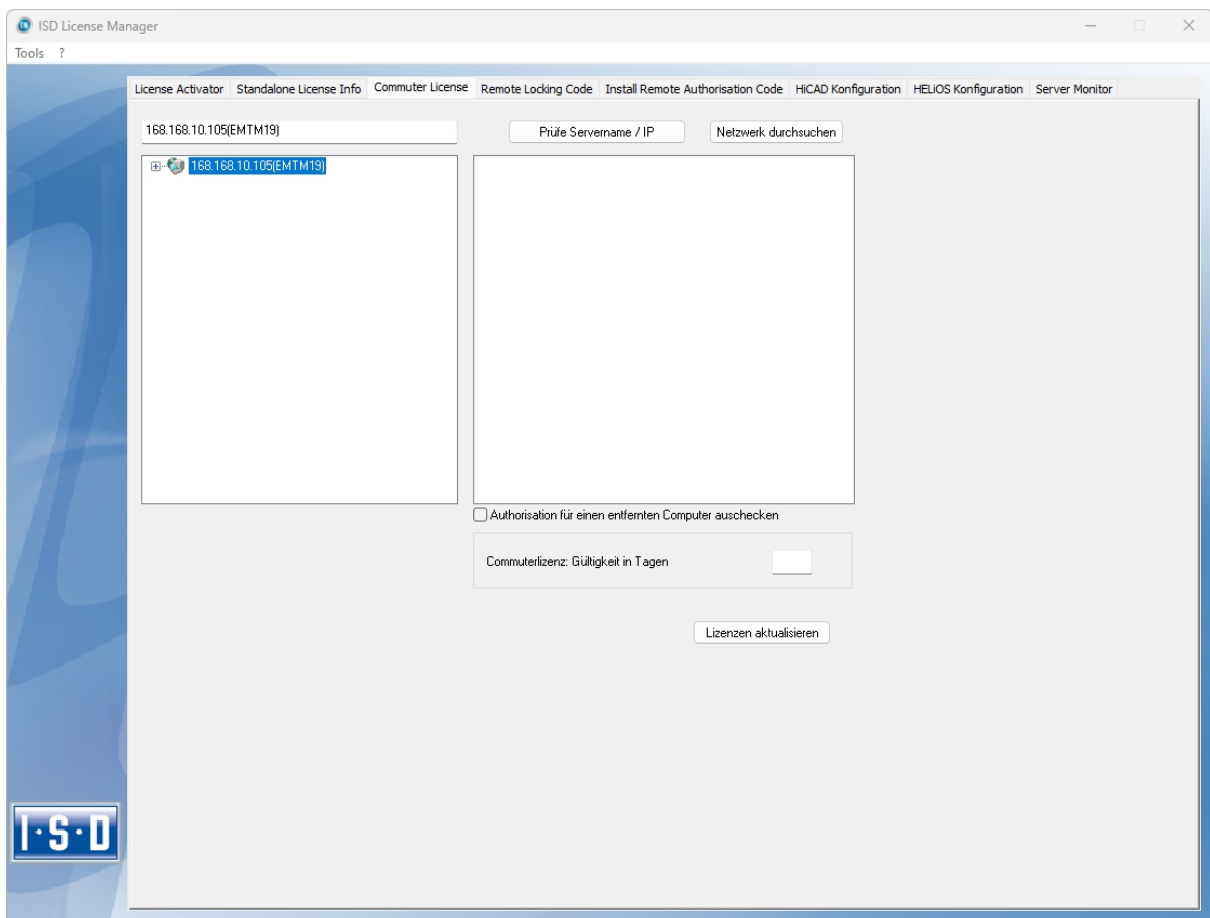 ISD License Manager
Tools ?
License Activator Standalone License Info Commuter License Remote Locking Code Install Remote Authorisation Code HiCAD Konfiguration HELiOS Konfiguration Server Monitor
168.168.10.105(EMTM19) Prüfe Servername / IP Netzwerk durchsuchen
168.168.10.105(EMTM19)
Authorisation für einen entfernten Computer auschecken
Commuterlizenz: Gültigkeit in Tagen
Lizenzen aktualisieren
I·S·D